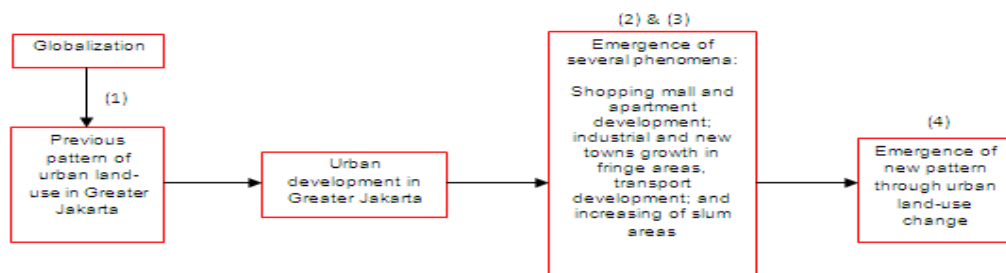 Globalization
(1)
Previous
pattern of
urban land-
use in Greater
Jakarta
Urban
development in
Greater Jakarta
(2) & (3)
Emergence of
several phenomena:
Shopping mall and
apartment
development;
industrial and new
towns growth in
fringe areas,
transport
development; and
increasing of slum
areas
(4)
Emergence of
new pattern
through urban
land-use
change